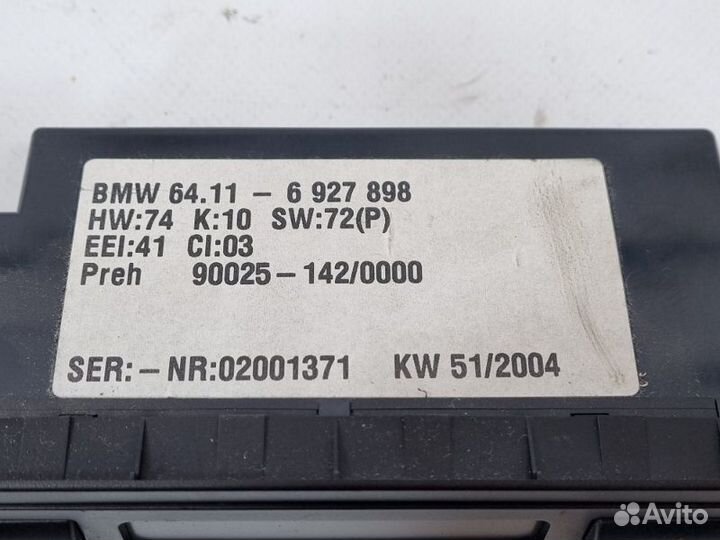 BMW 64.11 - 6 927 898
HW:74 K:10 SW:72(P)
EEI:41 CI:03
Preh 90025-142/0000
SER:-NR:02001371 KW 51/2004
Avito